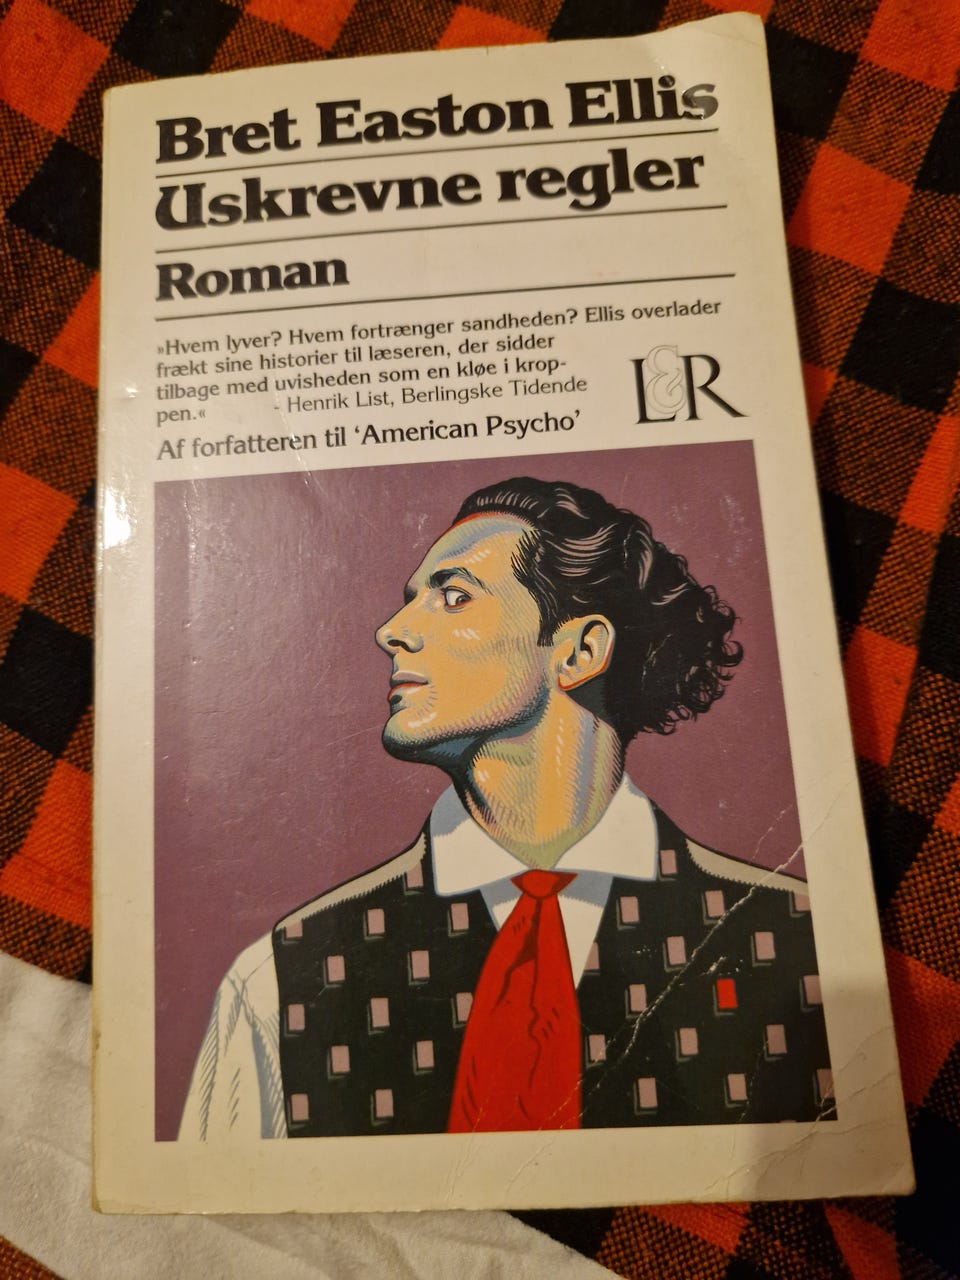 Bret Easton Ellis
Uskrevne regler
Roman
»Hvem lyver? Hvem fortrænger sandheden? Ellis overlader
frækt sine historier til læseren, der sidder
tilbage med uvisheden som en kløe i krop-
pen.« - Henrik List, Berlingske Tidende
L&R
Af forfatteren til ‘American Psycho’